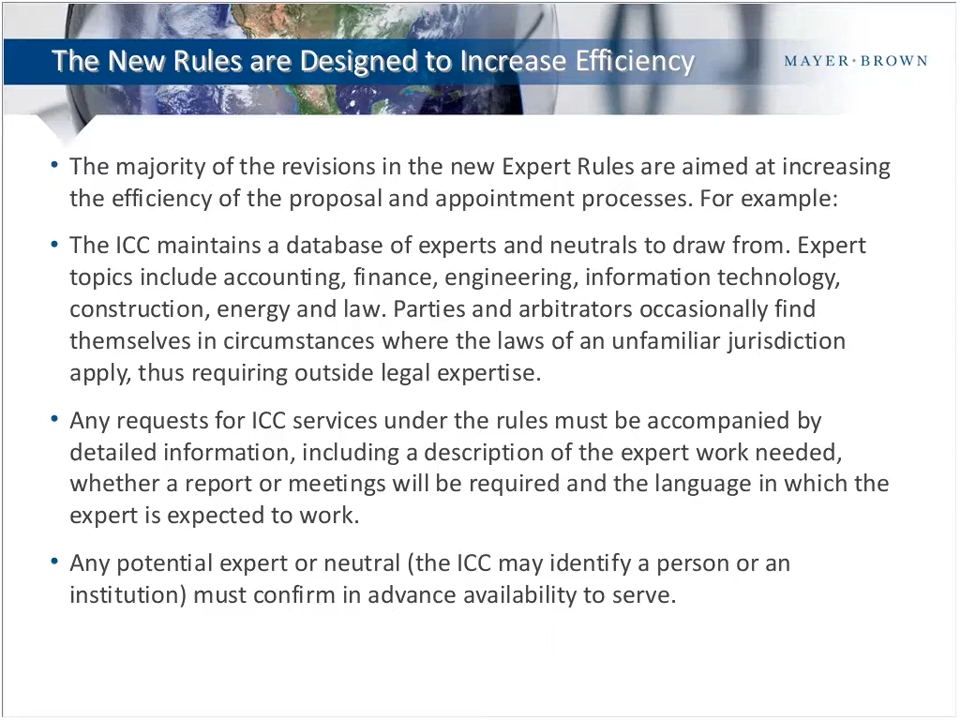 The New Rules are Designed to Increase Efficiency
MAYER•BROWN
• The majority of the revisions in the new Expert Rules are aimed at increasing
the efficiency of the proposal and appointment processes. For example:
• The ICC maintains a database of experts and neutrals to draw from. Expert
topics include accounting, finance, engineering, information technology,
construction, energy and law. Parties and arbitrators occasionally find
themselves in circumstances where the laws of an unfamiliar jurisdiction
apply, thus requiring outside legal expertise.
• Any requests for ICC services under the rules must be accompanied by
detailed information, including a description of the expert work needed,
whether a report or meetings will be required and the language in which the
expert is expected to work.
• Any potential expert or neutral (the ICC may identify a person or an
institution) must confirm in advance availability to serve.